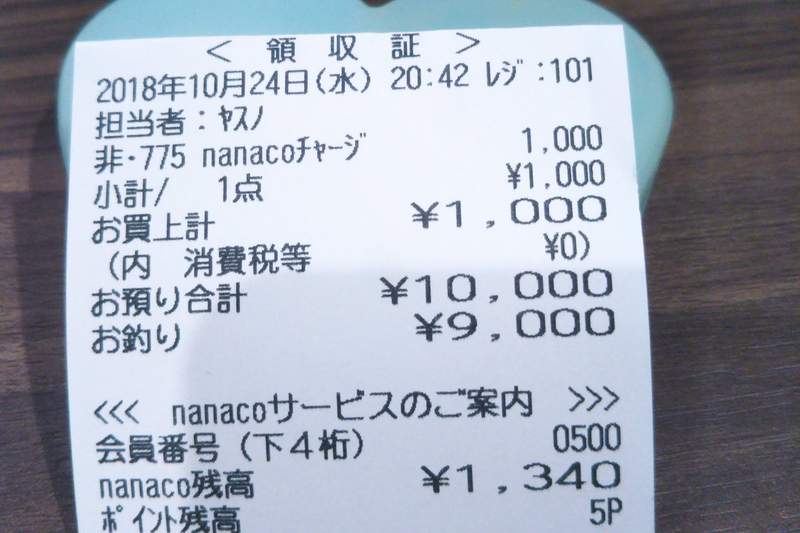 < 領 収 証 >
2018年10月24日(水) 20:42 ﾚｼﾞ:101
担当者:ﾔｽﾉ
非・775 nanacoﾁｬｰｼﾞ 1,000
小計/ 1点 ¥1,000
お買上計 ¥1,000
(内 消費税等 ¥0)
お預り合計 ¥10,000
お釣り ¥9,000
<<< nanacoサービスのご案内 >>>
会員番号(下4桁) 0500
nanaco残高 ¥1,340
ﾎﾟｲﾝﾄ残高 5P